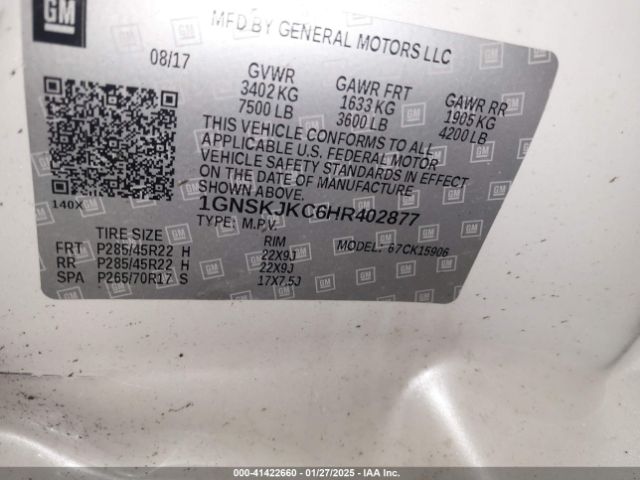 GM
MFD BY GENERAL MOTORS LLC
08/17
GVWR GAWR FRT GAWR RR
3402 KG 1633 KG 1905 KG
7500 LB 3600 LB 4200 LB
THIS VEHICLE CONFORMS TO ALL
APPLICABLE U.S. FEDERAL MOTOR
VEHICLE SAFETY STANDARDS IN EFFECT
ON THE DATE OF MANUFACTURE
SHOWN ABOVE.
140X
1GNSKJKC6HR402877
TYPE: M.P.V. MODEL: 67CK15906
TIRE SIZE RIM
FRT P285/45R22 H 22X9J
RR P285/45R22 H 22X9J
SPA P265/70R17 S 17X7.5J
000-41422660 - 01/27/2025 - IAA Inc.